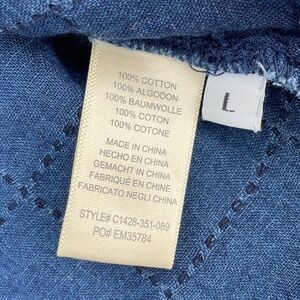 100% COTTON
100% ALGODON
100% BAUMWOLLE
100% COTON
100% COTONE
MADE IN CHINA
HECHO EN CHINA
GEMACHT IN CHINA
FABRIQUÉ EN CHINE
FABRICATO NEGLI CHINA
STYLE# C1428-351-089
PO# EM35784
L